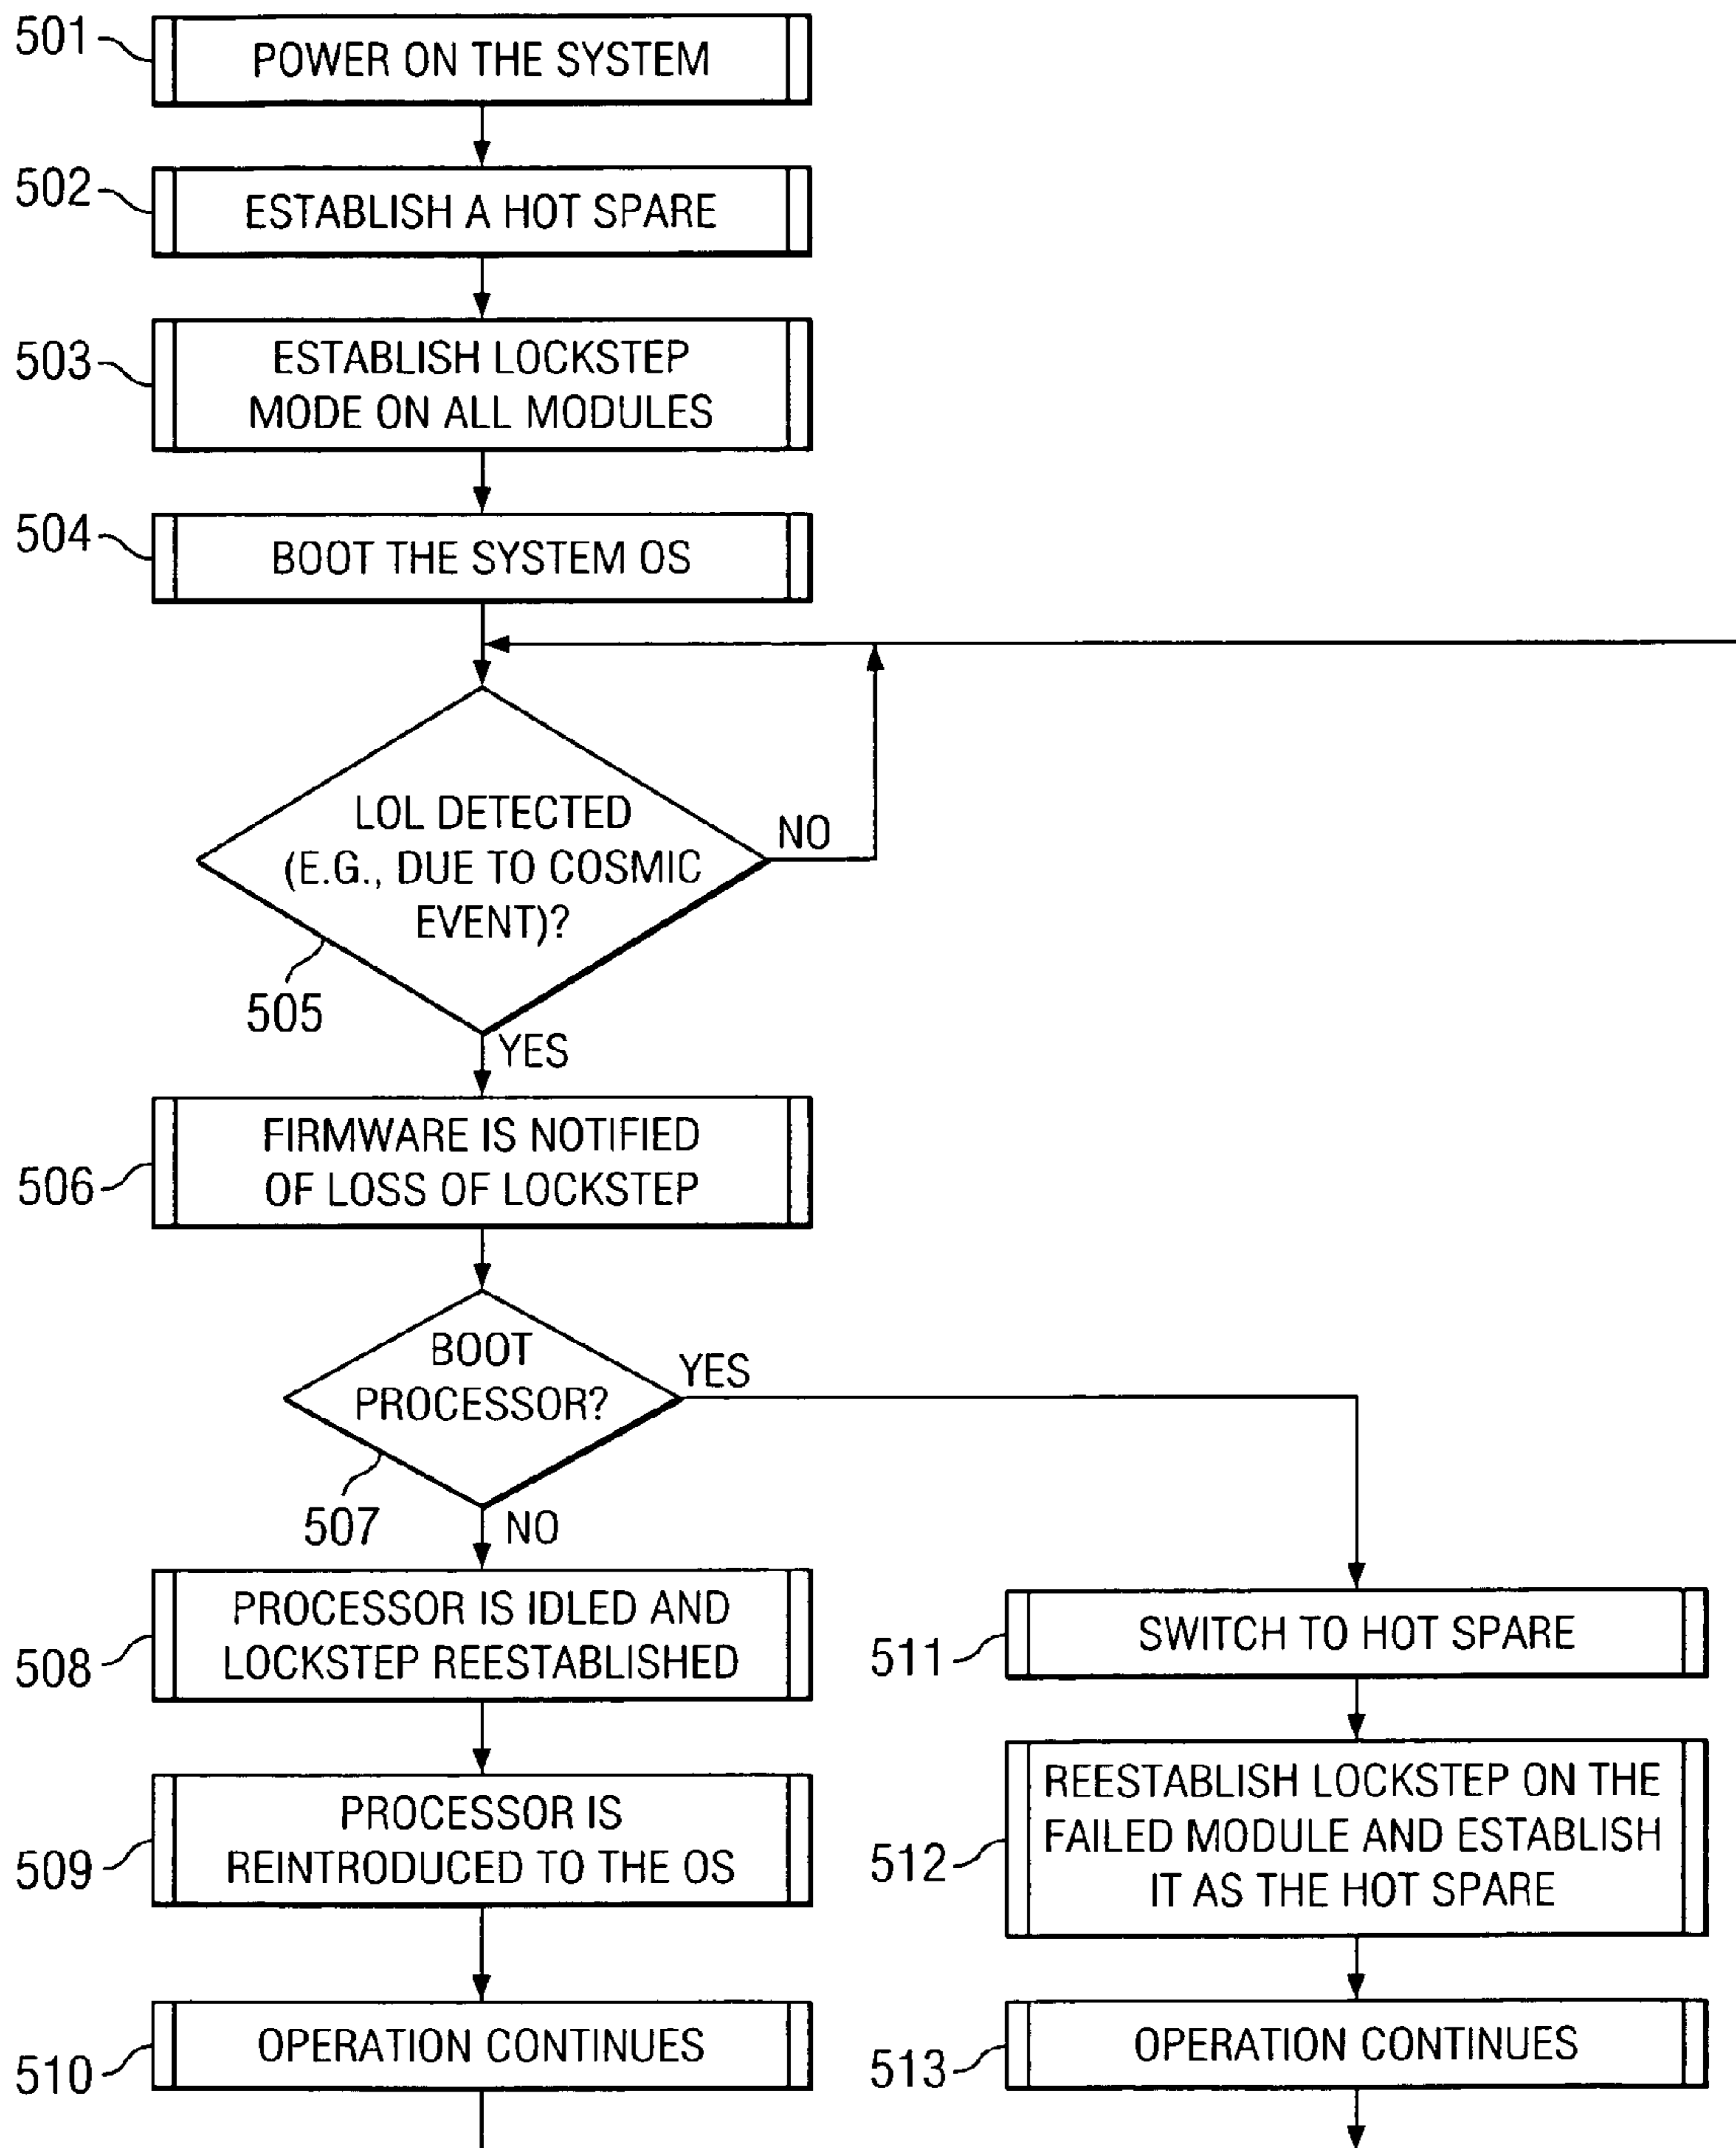 501
POWER ON THE SYSTEM
502
ESTABLISH A HOT SPARE
503
ESTABLISH LOCKSTEP
MODE ON ALL MODULES
504
BOOT THE SYSTEM OS
LOL DETECTED
(E.G., DUE TO COSMIC
EVENT)?
NO
505
YES
506
FIRMWARE IS NOTIFIED
OF LOSS OF LOCKSTEP
BOOT
PROCESSOR?
YES
507
NO
508
PROCESSOR IS IDLED AND
LOCKSTEP REESTABLISHED
511
SWITCH TO HOT SPARE
509
PROCESSOR IS
REINTRODUCED TO THE OS
512
REESTABLISH LOCKSTEP ON THE
FAILED MODULE AND ESTABLISH
IT AS THE HOT SPARE
510
OPERATION CONTINUES
513
OPERATION CONTINUES